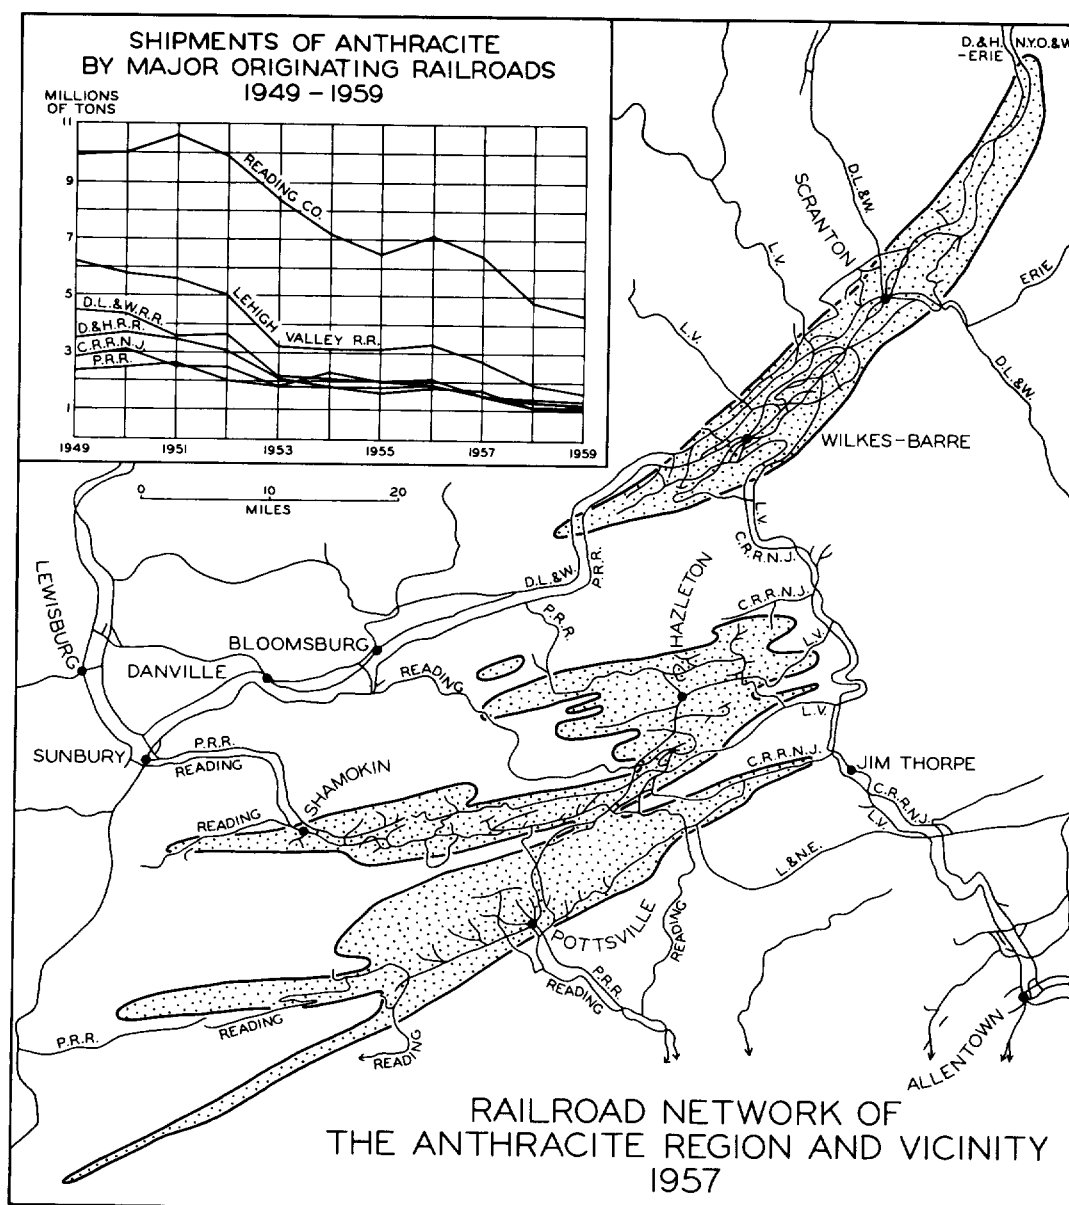 SHIPMENTS OF ANTHRACITE
BY MAJOR ORIGINATING RAILROADS
1949 – 1959
MILLIONS
OF TONS
11
9
7
5
3
1
READING CO.
LEHIGH
VALLEY R.R.
D.L.&W.R.R.
D.&H.R.R.
C.R.R.N.J.
P.R.R.
1949
1951
1953
1955
1957
1959
0
10
20
MILES
D.&H.
-ERIE
N.Y.O.&W.
D.L.&W.
SCRANTON
L.V.
ERIE
L.V.
D.L.&W.
WILKES-BARRE
L.V.
C.R.R.N.J.
D.L.&W.
P.R.R.
P.R.R.
HAZLETON
C.R.R.N.J.
L.V.
LEWISBURG
BLOOMSBURG
DANVILLE
READING
L.V.
SUNBURY
P.R.R.
READING
C.R.R.N.J.
JIM THORPE
SHAMOKIN
READING
C.R.R.N.J.
L.V.
L.&N.E.
POTTSVILLE
READING
P.R.R.
READING
P.R.R.
READING
READING
ALLENTOWN
RAILROAD NETWORK OF
THE ANTHRACITE REGION AND VICINITY
1957